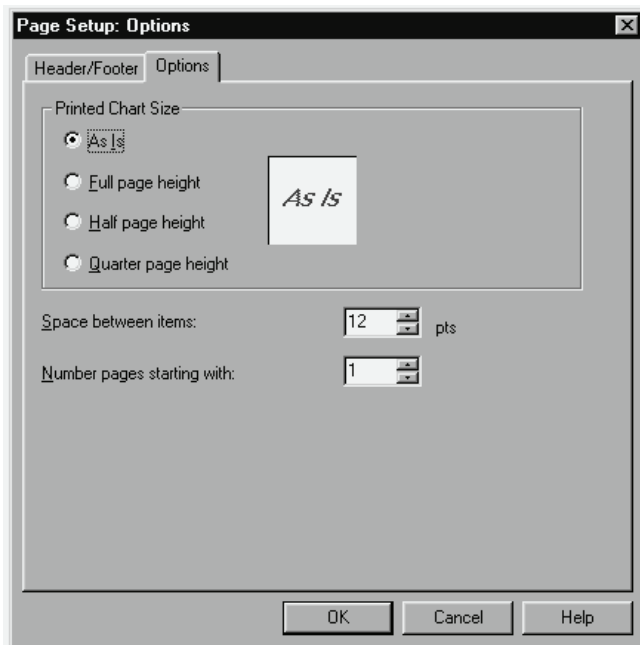 Page Setup: Options
Header/Footer Options
Printed Chart Size
As Is
Full page height
As Is
Half page height
Quarter page height
Space between items: 12 pts
Number pages starting with: 1
OK Cancel Help